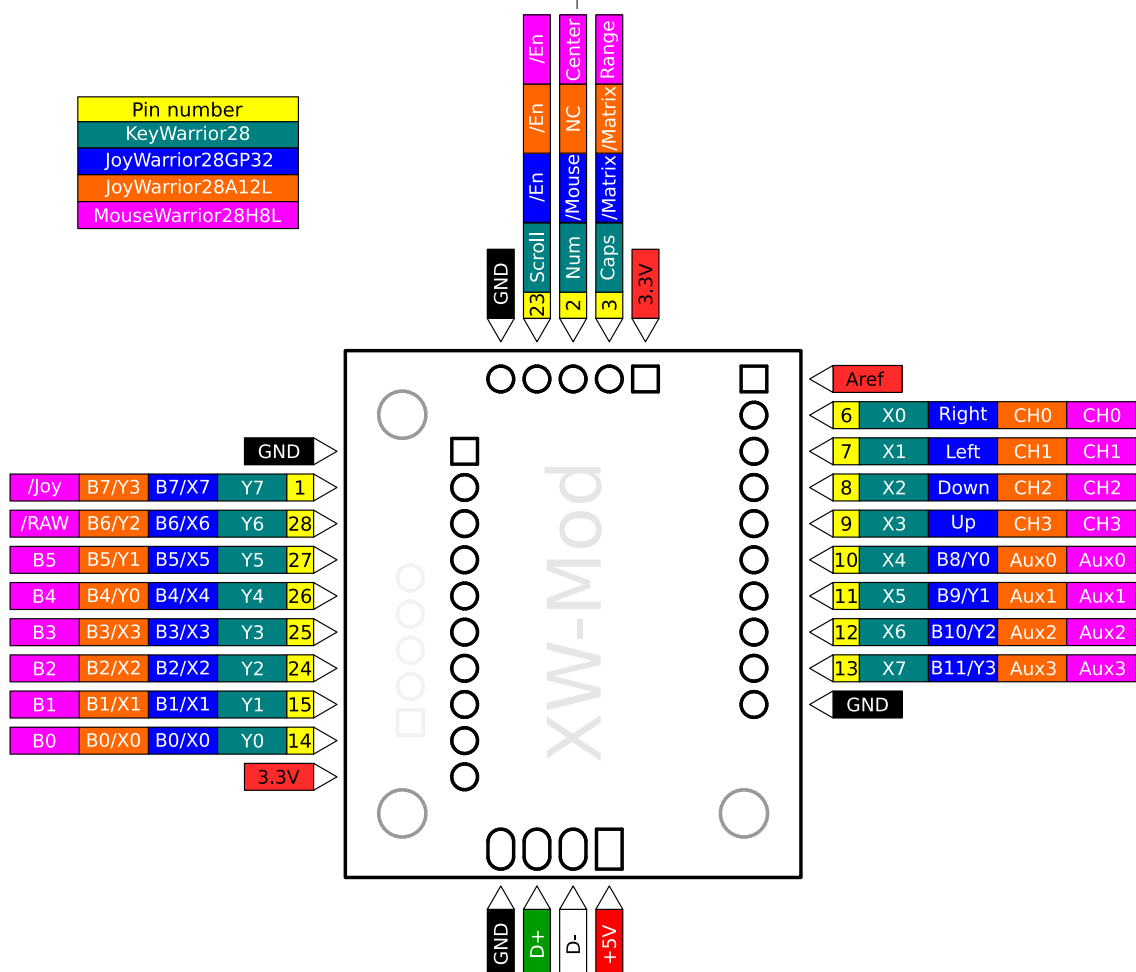 /En Center Range
/En NC /Matrix
/En /Mouse /Matrix
Scroll Num Caps
GND 23 2 3 3.3V
Pin number
KeyWarrior28
JoyWarrior28GP32
JoyWarrior28A12L
MouseWarrior28H8L
Aref
6 X0 Right CH0 CH0
7 X1 Left CH1 CH1
8 X2 Down CH2 CH2
9 X3 Up CH3 CH3
10 X4 B8/Y0 Aux0 Aux0
11 X5 B9/Y1 Aux1 Aux1
12 X6 B10/Y2 Aux2 Aux2
13 X7 B11/Y3 Aux3 Aux3
GND
GND
/Joy B7/Y3 B7/X7 Y7 1
/RAW B6/Y2 B6/X6 Y6 28
B5 B5/Y1 B5/X5 Y5 27
B4 B4/Y0 B4/X4 Y4 26
B3 B3/X3 B3/X3 Y3 25
B2 B2/X2 B2/X2 Y2 24
B1 B1/X1 B1/X1 Y1 15
B0 B0/X0 B0/X0 Y0 14
3.3V
XW-Mod
GND D+ D- +5V